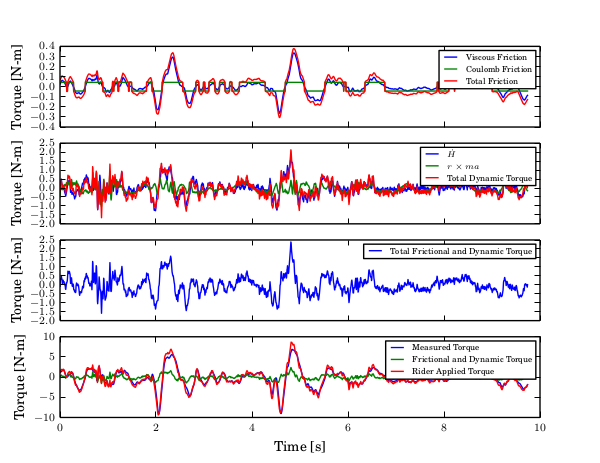 Torque [N-m]
0.4
0.3
0.2
0.1
0.0
−0.1
−0.2
−0.3
−0.4
Viscous Friction
Coulomb Friction
Total Friction
Torque [N-m]
2.5
2.0
1.5
1.0
0.5
0.0
−0.5
−1.0
−1.5
−2.0
Ḣ
r × ma
Total Dynamic Torque
Torque [N-m]
2.5
2.0
1.5
1.0
0.5
0.0
−0.5
−1.0
−1.5
−2.0
Total Frictional and Dynamic Torque
Torque [N-m]
10
5
0
−5
−10
Measured Torque
Frictional and Dynamic Torque
Rider Applied Torque
0 2 4 6 8 10
Time [s]